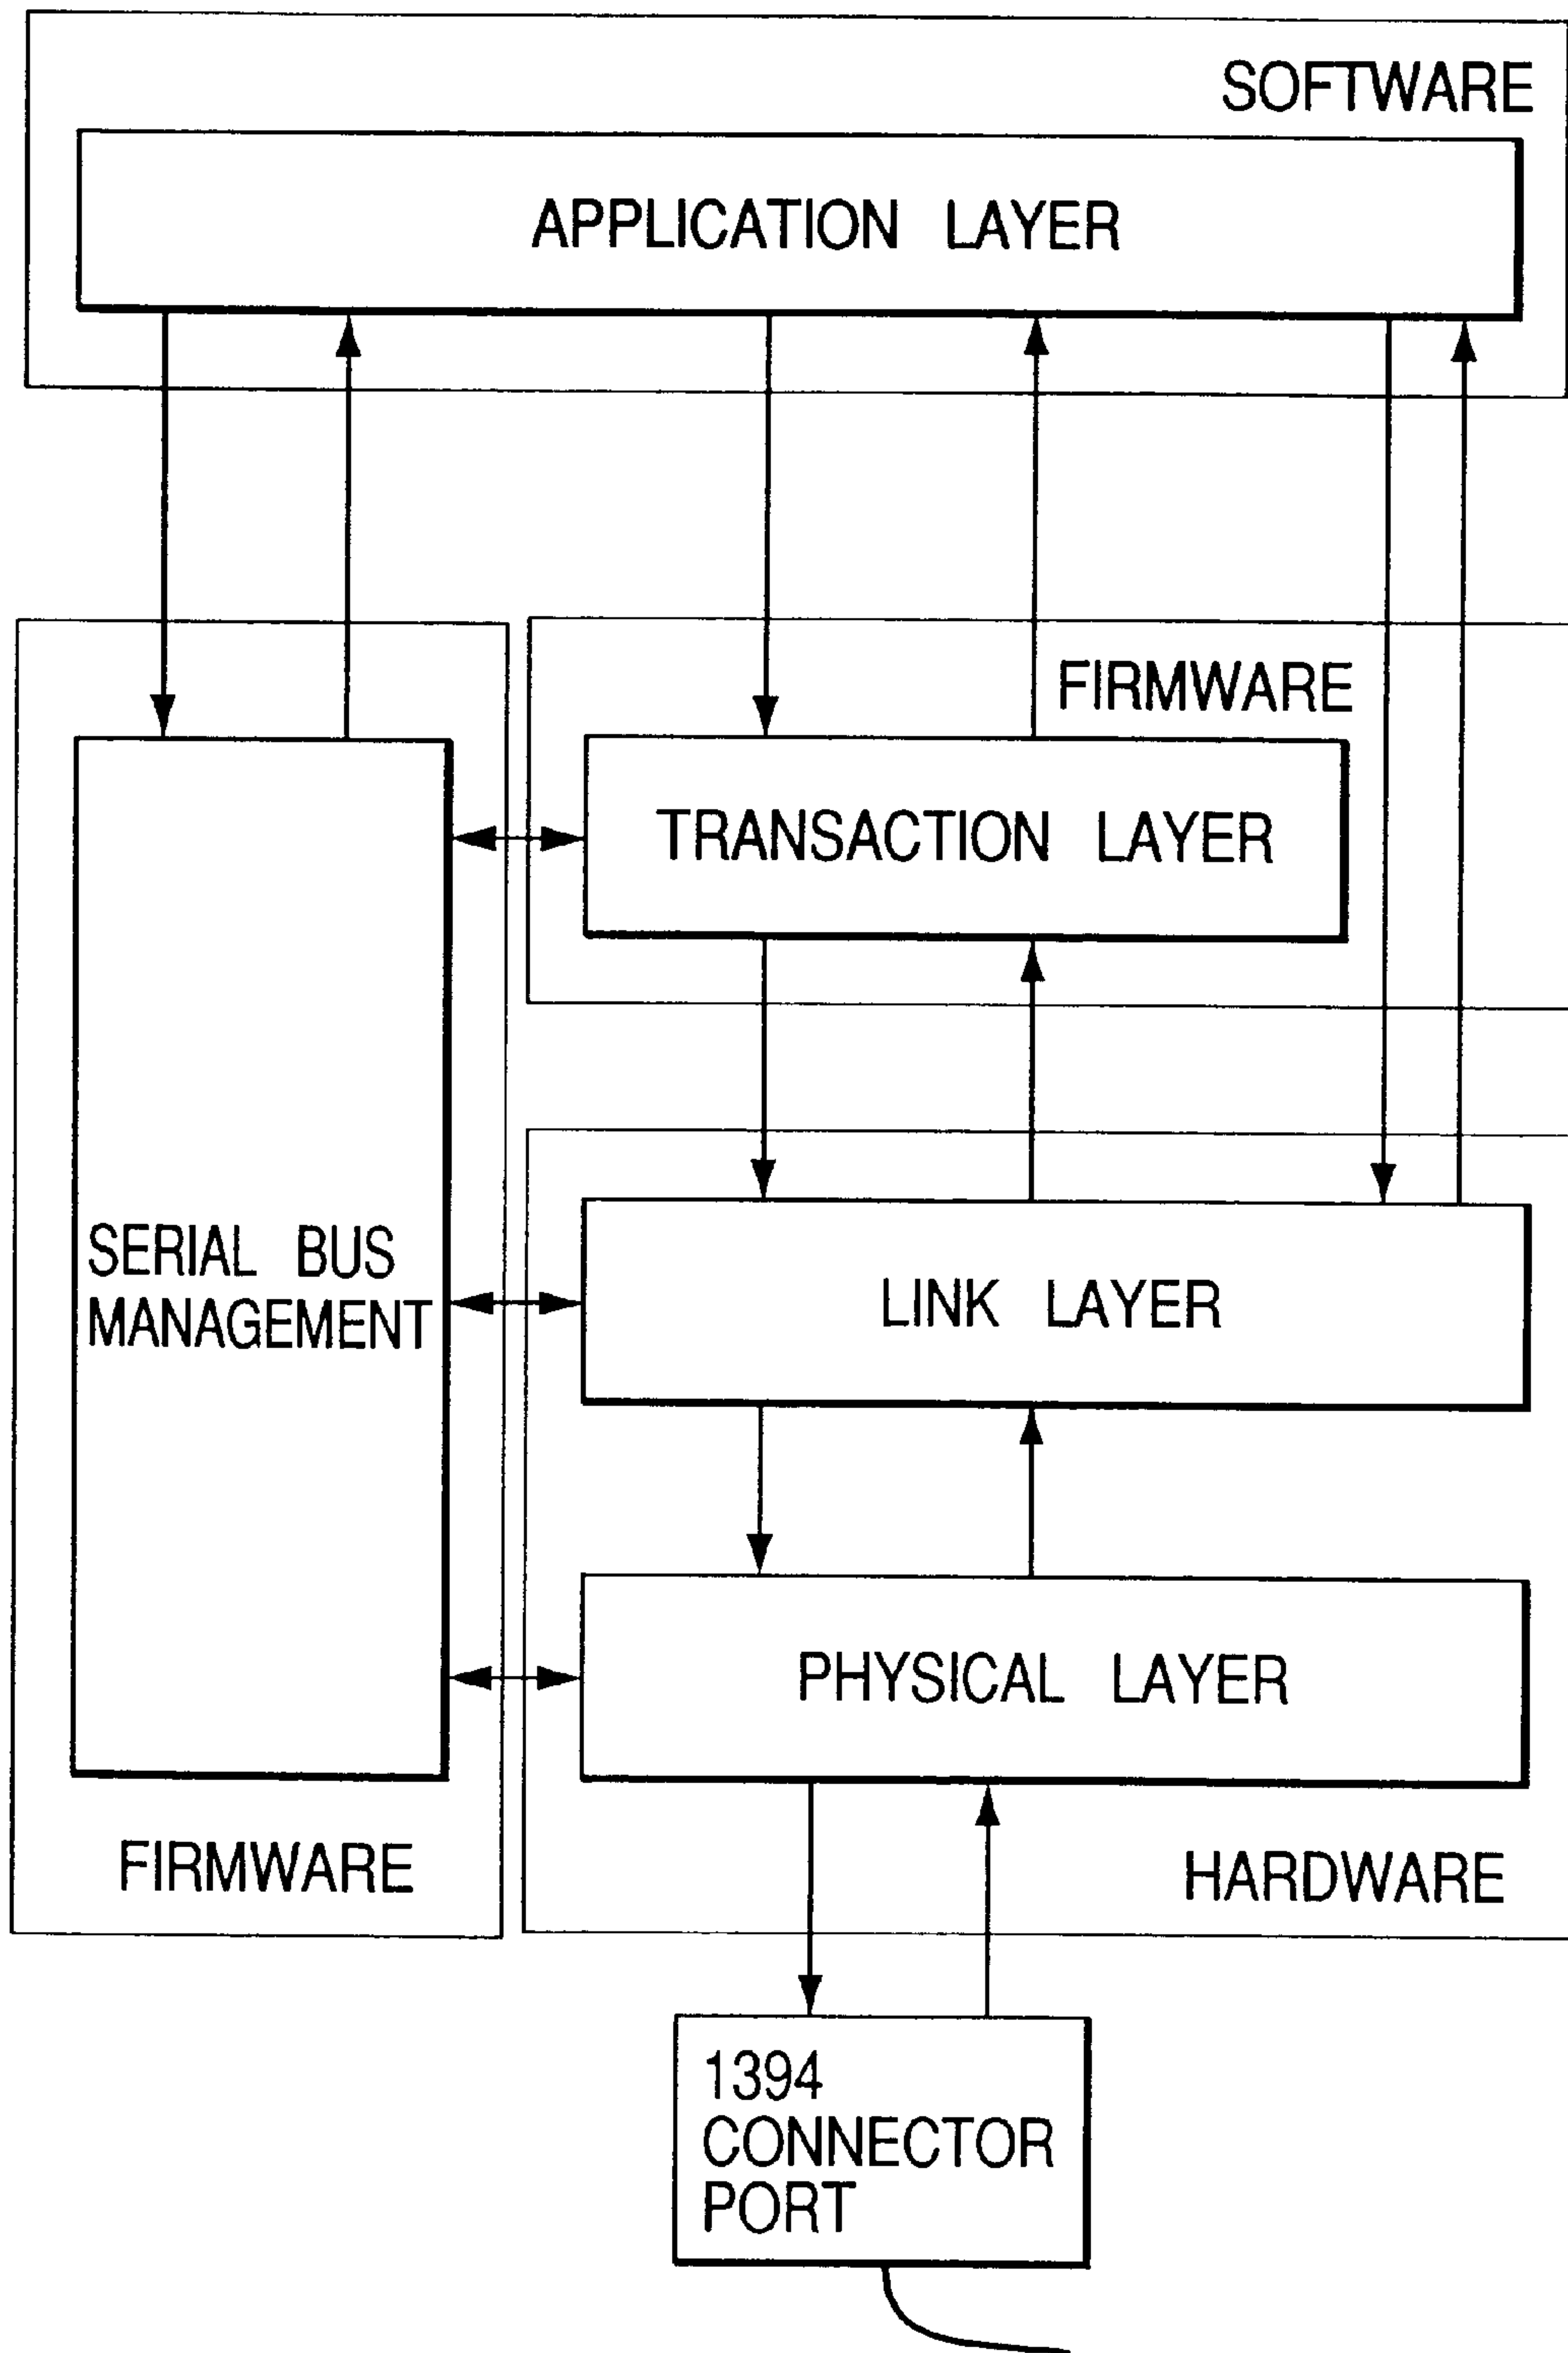 SOFTWARE
APPLICATION LAYER
FIRMWARE
TRANSACTION LAYER
SERIAL BUS
MANAGEMENT
LINK LAYER
PHYSICAL LAYER
FIRMWARE
HARDWARE
1394
CONNECTOR
PORT